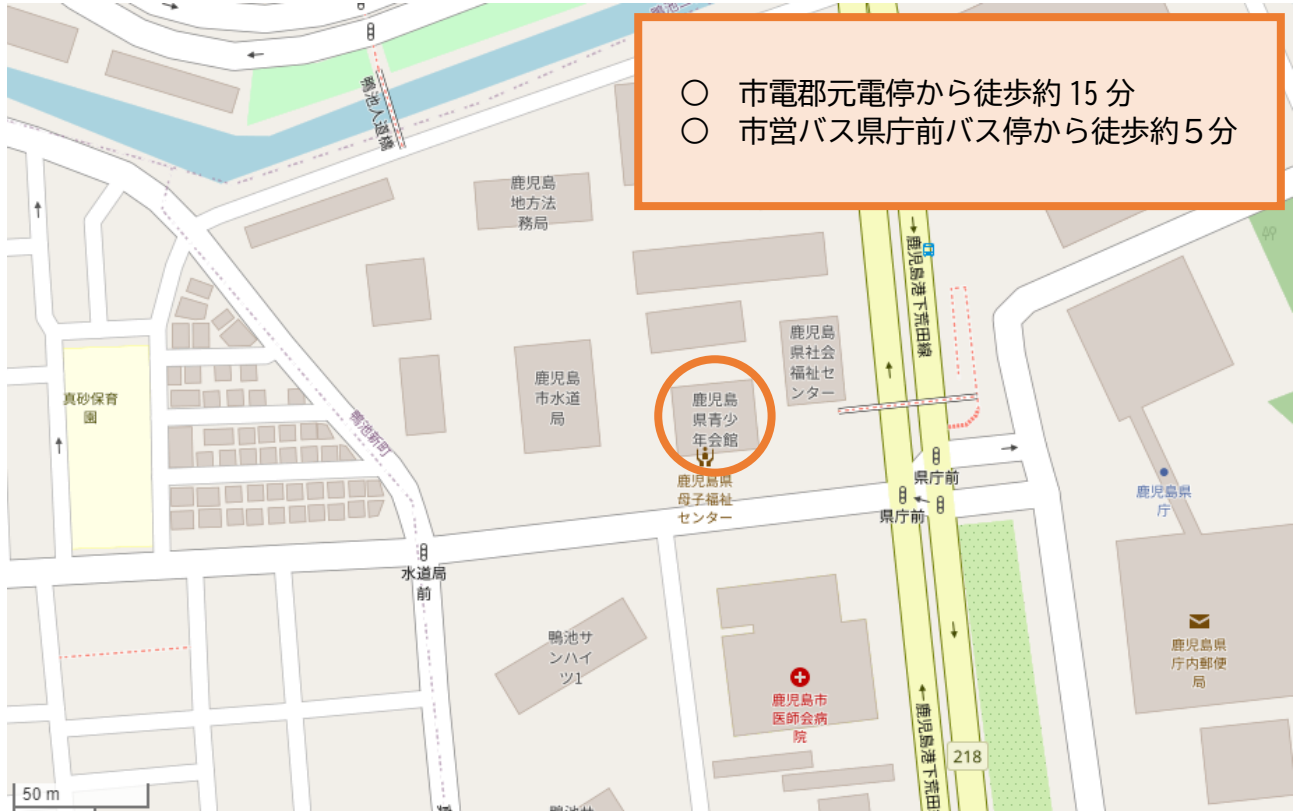 ○ 市電郡元電停から徒歩約 15 分
○ 市営バス県庁前バス停から徒歩約５分
鴨池人道橋
鹿児島
地方法
務局
鹿児島港下荒田線
鹿児島
県社会
福祉セ
ンター
真砂保育
園
鹿児島
市水道
局
鹿児島
県青少
年会館
鴨池新町
鹿児島県
母子福祉
センター
県庁前
県庁前
鹿児島県
庁
水道局
前
鴨池サ
ンハイ
ツ1
鹿児島県
庁内郵便
局
鹿児島市
医師会病
院
鹿児島港下荒田
218
50 m